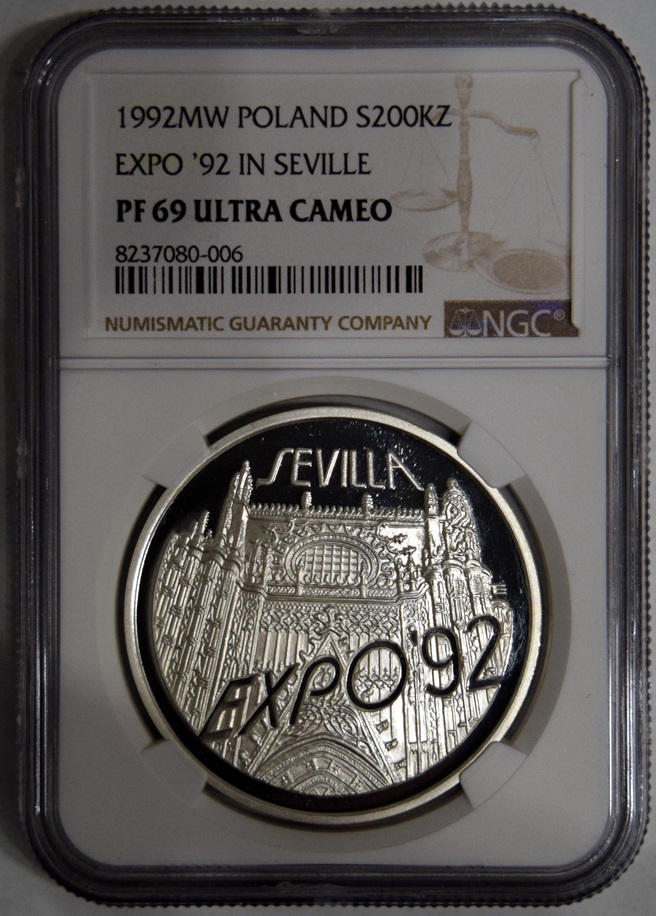 1992MW POLAND S200KZ
EXPO '92 IN SEVILLE
PF 69 ULTRA CAMEO
8237080-006
NUMISMATIC GUARANTY COMPANY NGC®
SEVILLA
EXPO '92